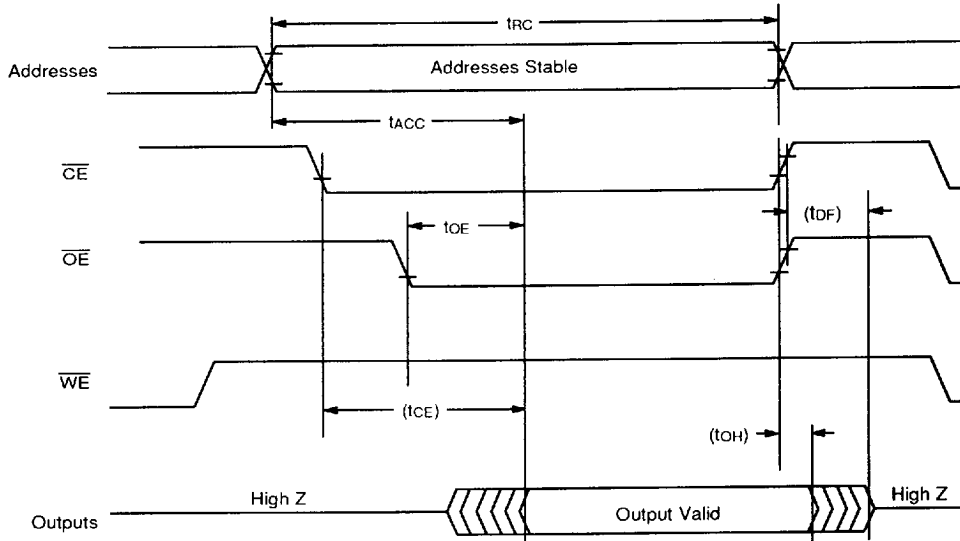 tRC
Addresses
Addresses Stable
tACC
CE
(tDF)
tOE
OE
WE
(tCE)
(tOH)
High Z
High Z
Outputs
Output Valid